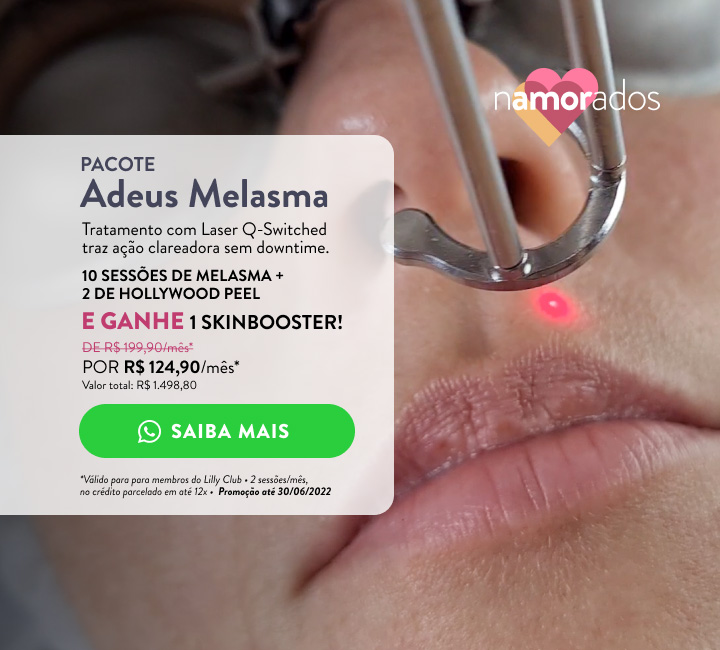 namorados
PACOTE
Adeus Melasma
Tratamento com Laser Q-Switched
traz ação clareadora sem downtime.
10 SESSÕES DE MELASMA +
2 DE HOLLYWOOD PEEL
E GANHE 1 SKINBOOSTER!
DE R$ 199,90/mês*
POR R$ 124,90/mês*
Valor total: R$ 1.498,80
SAIBA MAIS
*Válido para para membros do Lilly Club • 2 sessões/mês,
no crédito parcelado em até 12x • Promoção até 30/06/2022